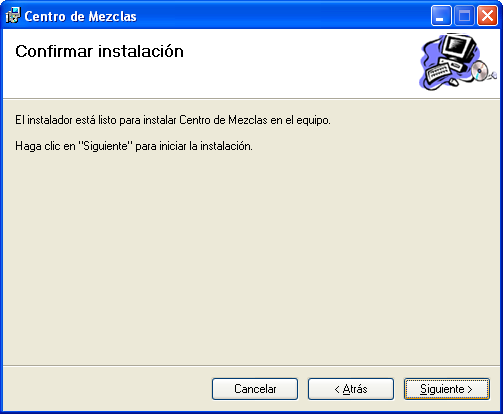 Centro de Mezclas
Confirmar instalación
El instalador está listo para instalar Centro de Mezclas en el equipo.
Haga clic en "Siguiente" para iniciar la instalación.
Cancelar
< Atrás
Siguiente >